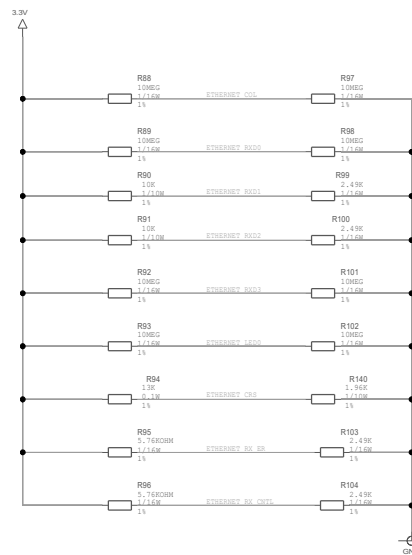 3.3V
R88
10MEG
1/16W
1%
ETHERNET COL
R97
10MEG
1/16W
1%
R89
10MEG
1/16W
1%
ETHERNET RXD0
R98
10MEG
1/16W
1%
R90
10K
1/10W
1%
ETHERNET RXD1
R99
2.49K
1/16W
1%
R91
10K
1/10W
1%
ETHERNET RXD2
R100
2.49K
1/16W
1%
R92
10MEG
1/16W
1%
ETHERNET RXD3
R101
10MEG
1/16W
1%
R93
10MEG
1/16W
1%
ETHERNET LED0
R102
10MEG
1/16W
1%
R94
13K
0.1W
1%
ETHERNET CRS
R140
1.96K
1/10W
1%
R95
5.76KOHM
1/16W
1%
ETHERNET RX ER
R103
2.49K
1/16W
1%
R96
5.76KOHM
1/16W
1%
ETHERNET RX CNTL
R104
2.49K
1/16W
1%